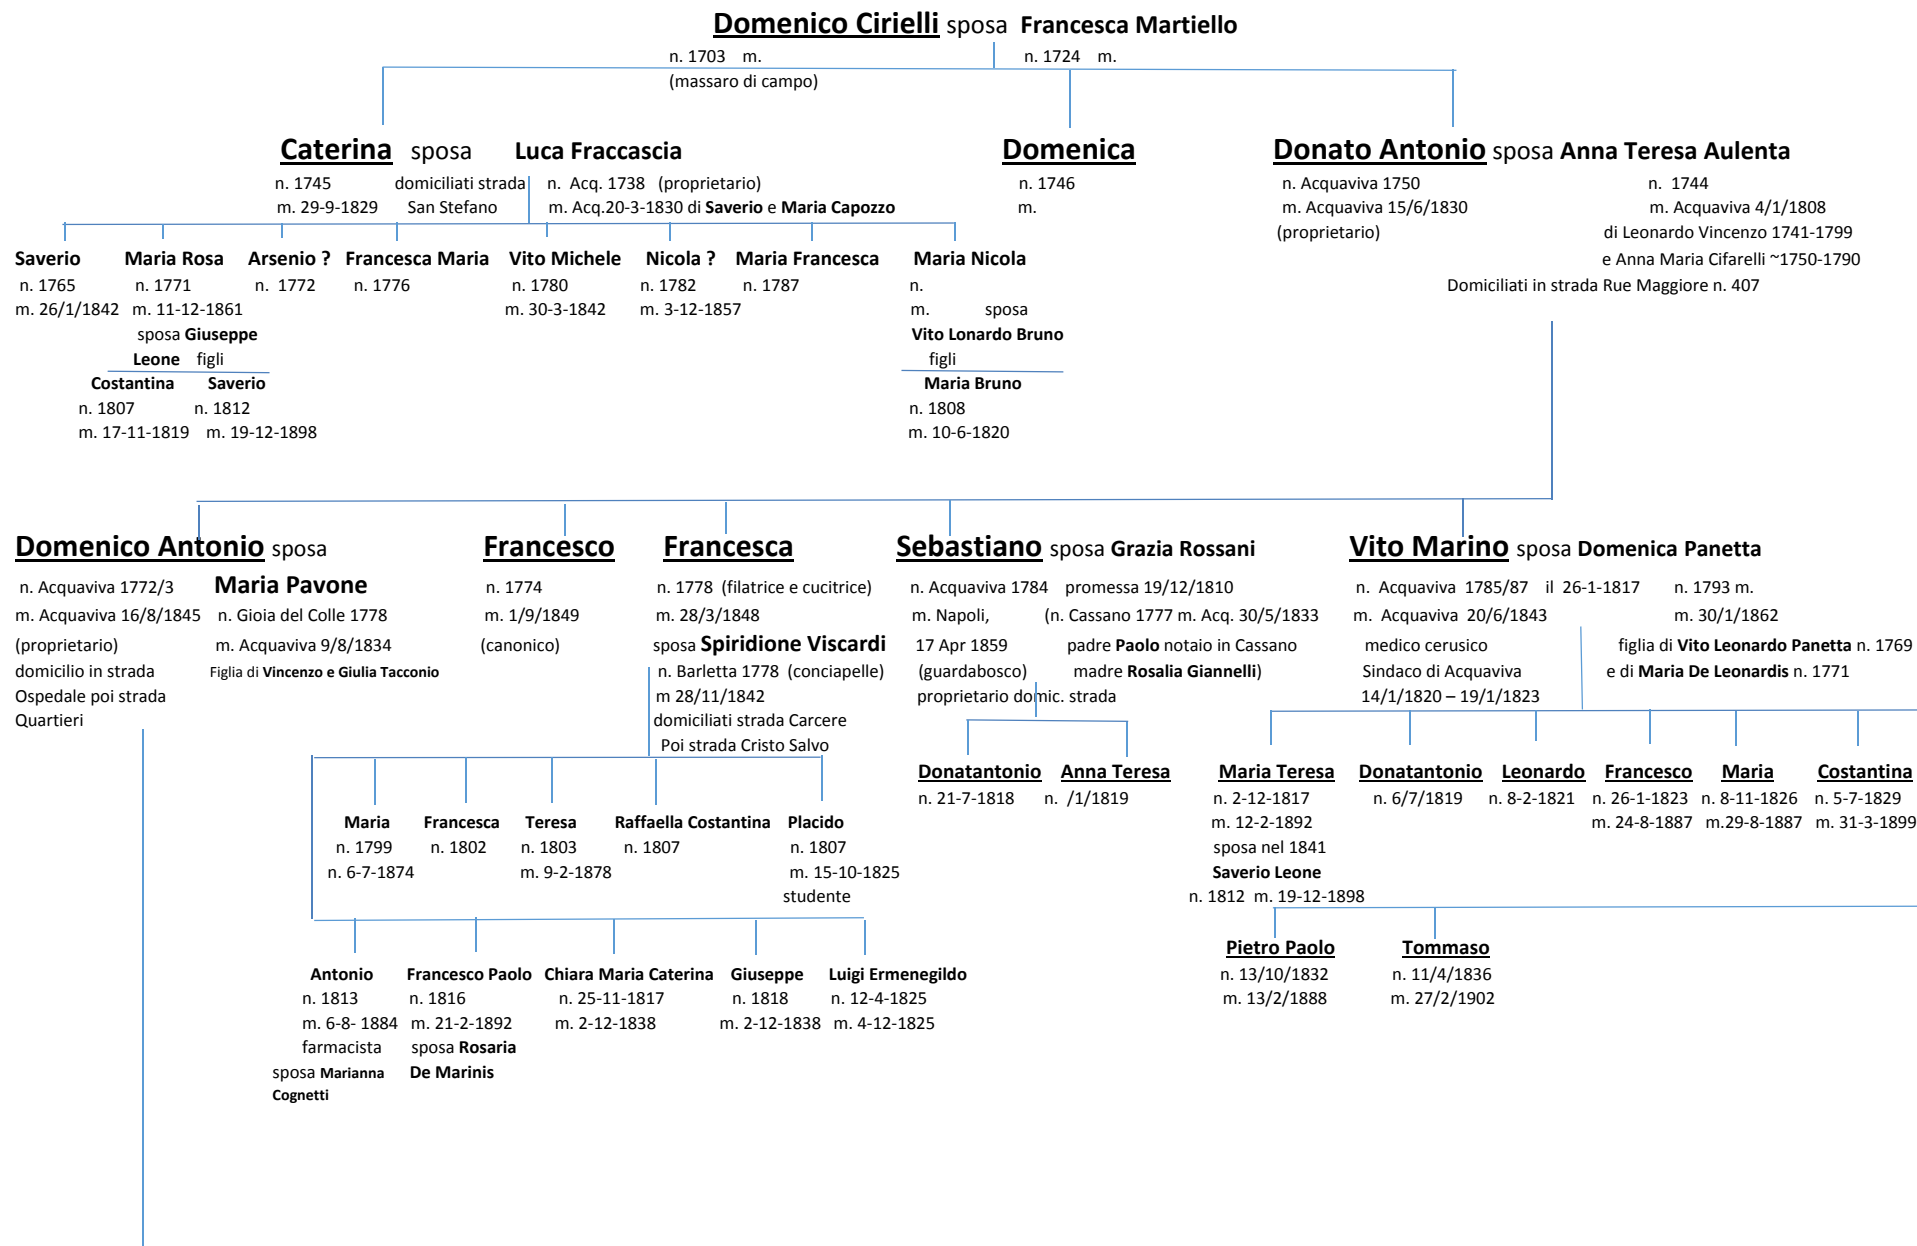 Domenico Cirielli sposa Francesca Martiello
n. 1703 m. n. 1724 m.
(massaro di campo)
Caterina sposa Luca Fraccascia
n. 1745 domiciliati strada n. Acq. 1738 (proprietario)
m. 29-9-1829 San Stefano m. Acq.20-3-1830 di Saverio e Maria Capozzo
Domenica
n. 1746
m.
Donato Antonio sposa Anna Teresa Aulenta
n. Acquaviva 1750 n. 1744
m. Acquaviva 15/6/1830 m. Acquaviva 4/1/1808
(proprietario) di Leonardo Vincenzo 1741-1799
e Anna Maria Cifarelli ~1750-1790
Domiciliati in strada Rue Maggiore n. 407
Saverio
n. 1765
m. 26/1/1842
Maria Rosa
n. 1771
m. 11-12-1861
sposa Giuseppe
Leone figli
Costantina
n. 1807
m. 17-11-1819
Saverio
n. 1812
m. 19-12-1898
Arsenio ?
n. 1772
Francesca Maria
n. 1776
Vito Michele
n. 1780
m. 30-3-1842
Nicola ?
n. 1782
m. 3-12-1857
Maria Francesca
n. 1787
Maria Nicola
n.
m. sposa
Vito Lonardo Bruno
figli
Maria Bruno
n. 1808
m. 10-6-1820
Domenico Antonio sposa
n. Acquaviva 1772/3
m. Acquaviva 16/8/1845
(proprietario)
domicilio in strada
Ospedale poi strada
Quartieri
Maria Pavone
n. Gioia del Colle 1778
m. Acquaviva 9/8/1834
Figlia di Vincenzo e Giulia Tacconio
Francesco
n. 1774
m. 1/9/1849
(canonico)
Francesca
n. 1778 (filatrice e cucitrice)
m. 28/3/1848
sposa Spiridione Viscardi
n. Barletta 1778 (conciapelle)
m 28/11/1842
domiciliati strada Carcere
Poi strada Cristo Salvo
Sebastiano sposa Grazia Rossani
n. Acquaviva 1784 promessa 19/12/1810
m. Napoli, (n. Cassano 1777 m. Acq. 30/5/1833
17 Apr 1859 padre Paolo notaio in Cassano
(guardabosco) madre Rosalia Giannelli)
proprietario domic. strada
Vito Marino sposa Domenica Panetta
n. Acquaviva 1785/87 il 26-1-1817 n. 1793 m.
m. Acquaviva 20/6/1843 m. 30/1/1862
medico cerusico figlia di Vito Leonardo Panetta n. 1769
Sindaco di Acquaviva e di Maria De Leonardis n. 1771
14/1/1820 – 19/1/1823
Maria
n. 1799
n. 6-7-1874
Francesca
n. 1802
Teresa
n. 1803
m. 9-2-1878
Raffaella Costantina
n. 1807
Placido
n. 1807
m. 15-10-1825
studente
Donatantonio
n. 21-7-1818
Anna Teresa
n. /1/1819
Maria Teresa
n. 2-12-1817
m. 12-2-1892
sposa nel 1841
Saverio Leone
n. 1812 m. 19-12-1898
Donatantonio
n. 6/7/1819
Leonardo
n. 8-2-1821
Francesco
n. 26-1-1823
m. 24-8-1887
Maria
n. 8-11-1826
m.29-8-1887
Costantina
n. 5-7-1829
m. 31-3-1899
Antonio
n. 1813
m. 6-8- 1884
farmacista
sposa Marianna
Cognetti
Francesco Paolo
n. 1816
m. 21-2-1892
sposa Rosaria
De Marinis
Chiara Maria Caterina
n. 25-11-1817
m. 2-12-1838
Giuseppe
n. 1818
m. 2-12-1838
Luigi Ermenegildo
n. 12-4-1825
m. 4-12-1825
Pietro Paolo
n. 13/10/1832
m. 13/2/1888
Tommaso
n. 11/4/1836
m. 27/2/1902